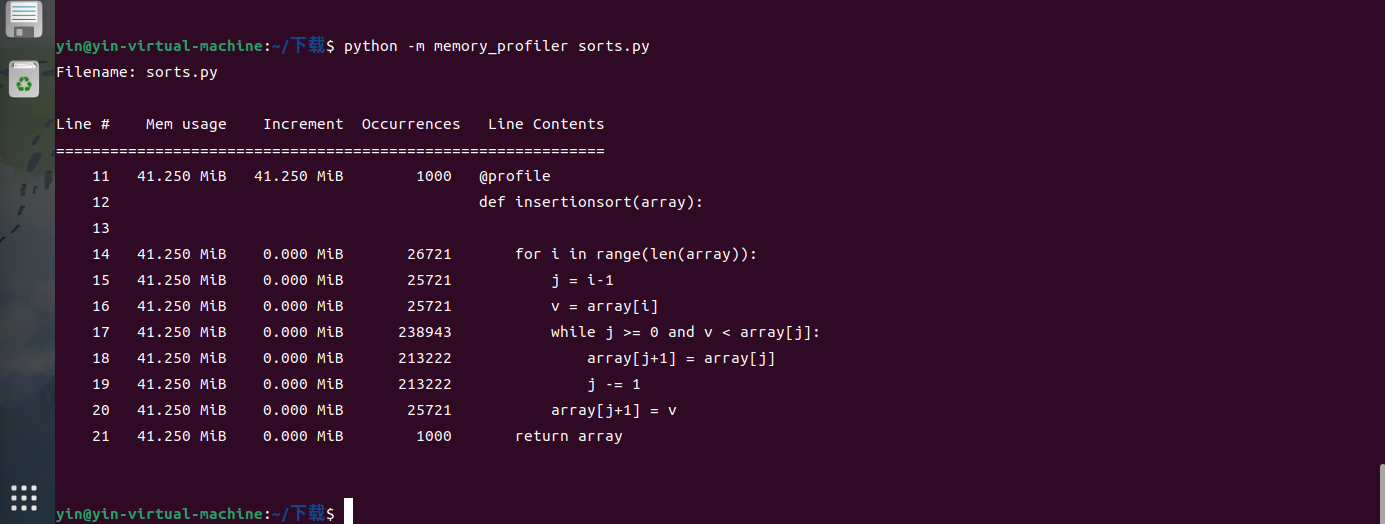 yin@yin-virtual-machine:~/下载$ python -m memory_profiler sorts.py
Filename: sorts.py
Line #    Mem usage    Increment  Occurrences   Line Contents
=============================================================
    11   41.250 MiB   41.250 MiB        1000   @profile
    12                                         def insertionsort(array):
    13
    14   41.250 MiB    0.000 MiB       26721       for i in range(len(array)):
    15   41.250 MiB    0.000 MiB       25721           j = i-1
    16   41.250 MiB    0.000 MiB       25721           v = array[i]
    17   41.250 MiB    0.000 MiB      238943           while j >= 0 and v < array[j]:
    18   41.250 MiB    0.000 MiB      213222               array[j+1] = array[j]
    19   41.250 MiB    0.000 MiB      213222               j -= 1
    20   41.250 MiB    0.000 MiB       25721           array[j+1] = v
    21   41.250 MiB    0.000 MiB        1000       return array
yin@yin-virtual-machine:~/下载$